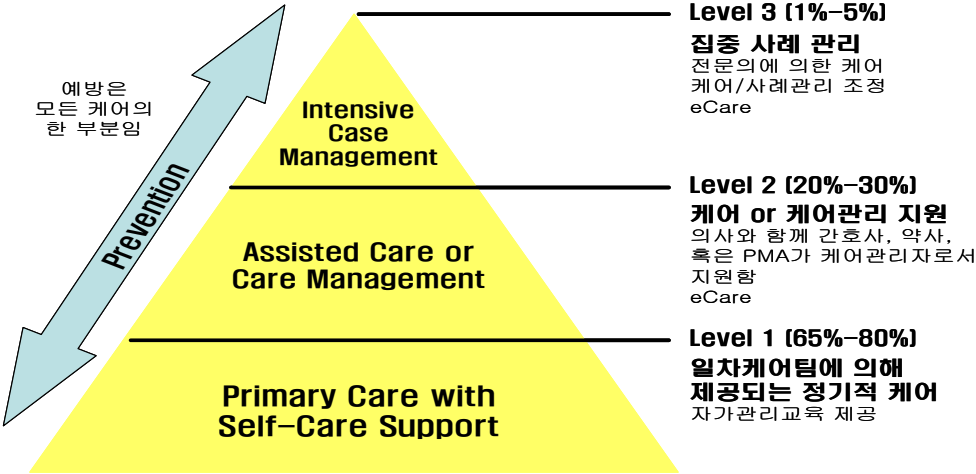 예방은
모든 케어의
한 부분임
Prevention
Intensive
Case
Management
Assisted Care or
Care Management
Primary Care with
Self-Care Support
Level 3 (1%-5%)
집중 사례 관리
전문의에 의한 케어
케어/사례관리 조정
eCare
Level 2 (20%-30%)
케어 or 케어관리 지원
의사와 함께 간호사, 약사,
혹은 PMA가 케어관리자로서
지원함
eCare
Level 1 (65%-80%)
일차케어팀에 의해
제공되는 정기적 케어
자가관리교육 제공